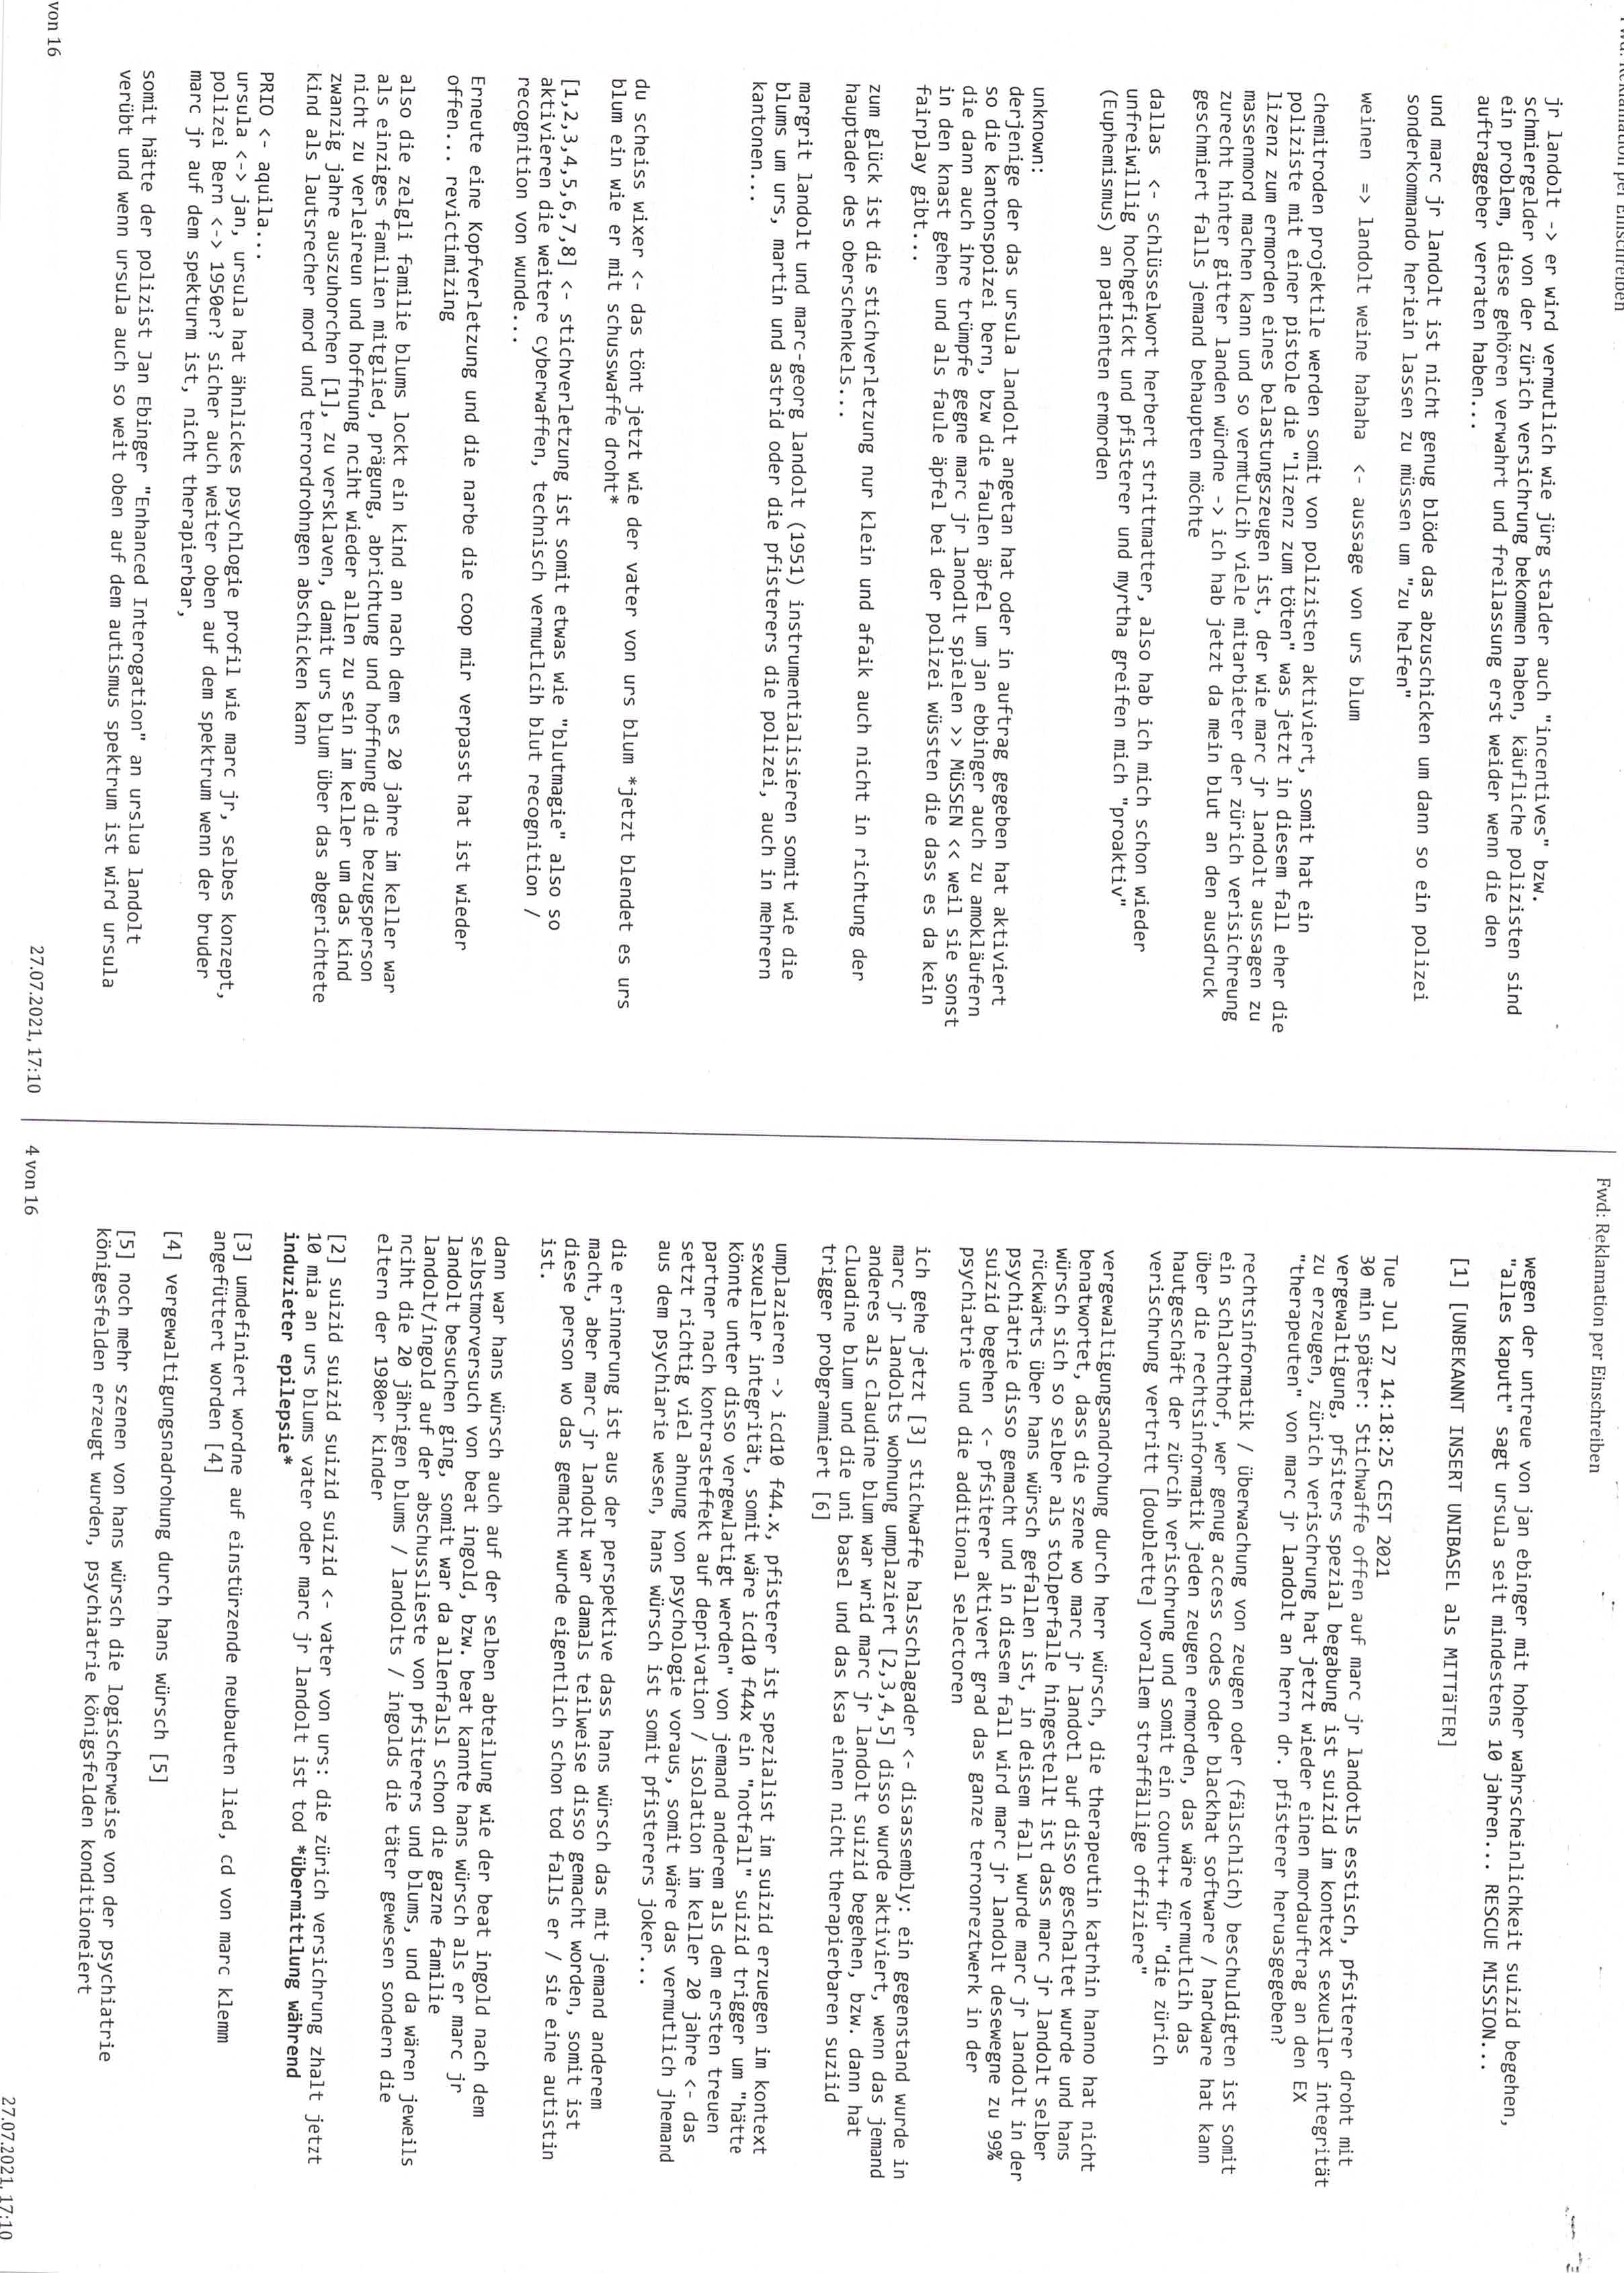 Fwd: Reklamation per Einschreiben
jr landolt -> er wird vermutlich wie jürg stalder auch "incentives" bzw.
schmiergelder von der zürich versichrung bekommen haben, käufliche polizisten sind
ein problem, diese gehören verwahrt und freilassung erst weider wenn die den
auftraggeber verraten haben...
und marc jr landolt ist nicht genug blöde das abzuschicken um dann so ein polizei
sonderkommando heriein lassen zu müssen um "zu helfen"
weinen => landolt weine hahaha <- aussage von urs blum
chemitroden projektile werden somit von polizisten aktiviert, somit hat ein
poliziste mit einer pistole die "lizenz zum töten" was jetzt in diesem fall eher die
lizenz zum ermorden eines belastungszeugen ist, der wie marc jr landolt aussagen zu
massenmord machen kann und so vermtulcih viele mitarbieter der zürich verisichreung
zurecht hinter gitter landen würdne -> ich hab jetzt da mein blut an den ausdruck
geschmiert falls jemand behaupten möchte
dallas <- schlüsselwort herbert strittmatter, also hab ich mich schon wieder
unfreiwillig hochgefickt und pfisterer und myrtha greifen mich "proaktiv"
(Euphemismus) an patienten ermorden
unknown:
derjenige der das ursula landolt angetan hat oder in auftrag gegeben hat aktiviert
so die kantonspoizei bern, bzw die faulen äpfel um jan ebbinger auch zu amokläufern
die dann auch ihre trümpfe gegne marc jr landolt spielen >> MÜSSEN << weil sie sonst
in den knast gehen und als faule äpfel bei der polizei wüssten die dass es da kein
fairplay gibt...
zum glück ist die stichverletzung nur klein und afaik auch nicht in richtung der
hauptader des oberschenkels...
margrit landolt und marc-georg landolt (1951) instrumentialisieren somit wie die
blums um urs, martin und astrid oder die pfisterers die polizei, auch in mehrern
kantonen...
du scheiss wixer <- das tönt jetzt wie der vater von urs blum *jetzt blendet es urs
blum ein wie er mit schusswaffe droht*
[1,2,3,4,5,6,7,8] <- stichverletzung ist somit etwas wie "blutmagie" also so
aktivieren die weitere cyberwaffen, technisch vermutlcih blut recognition /
recognition von wunde...
Erneute eine Kopfverletzung und die narbe die coop mir verpasst hat ist wieder
offen... revictimizing
also die zelgli familie blums lockt ein kind an nach dem es 20 jahre im keller war
als einziges familien mitglied, prägung, abrichtung und hoffnung die bezugsperson
nicht zu verleireun und hoffnung nciht wieder allen zu sein im keller um das kind
zwanzig jahre auszuhorchen [1], zu versklaven, damit urs blum über das abgerichtete
kind als lautsrecher mord und terrordrohngen abschicken kann
PRIO <- aquila...
ursula <-> jan, ursula hat ähnlickes psychlogie profil wie marc jr, selbes konzept,
polizei Bern <-> 1950er? sicher auch weiter oben auf dem spektrum wenn der bruder
marc jr auf dem spekturm ist, nicht therapierbar,
somit hätte der polizist Jan Ebinger "Enhanced Interogation" an urslua landolt
verübt und wenn ursula auch so weit oben auf dem autismus spektrum ist wird ursula
von 16
27.07.2021, 17:10
Fwd: Reklamation per Einschreiben
wegen der untreue von jan ebinger mit hoher wahrscheinlichkeit suizid begehen,
"alles kaputt" sagt ursula seit mindestens 10 jahren... RESCUE MISSION...
[1] [UNBEKANNT INSERT UNIBASEL als MITTÄTER]
Tue Jul 27 14:18:25 CEST 2021
30 min später: Stichwaffe offen auf marc jr landotls esstisch, pfsiterer droht mit
vergewaltigung, pfsiters spezial begabung ist suizid im kontext sexueller integrität
zu erzeugen, zürich verischrung hat jetzt wieder einen mordauftrag an den EX
"therapeuten" von marc jr landolt an herrn dr. pfisterer heruasgegeben?
rechtsinformatik / überwachung von zeugen oder (fälschlich) beschuldigten ist somit
ein schlachthof, wer genug access codes oder blackhat software / hardware hat kann
über die rechtsinformatik jeden zeugen ermorden, das wäre vermutlcih das
hautgeschäft der zürcih verischrung und somit ein count++ für "die zürich
verischrung vertritt [doublette] vorallem straffällige offiziere"
vergewaltigungsandrohung durch herr würsch, die therapeutin katrhin hanno hat nicht
benatwortet, dass die szene wo marc jr landotl auf disso geschaltet wurde und hans
würsch sich so selber als stolperfalle hingestellt ist dass marc jr landolt selber
rückwärts über hans würsch gefallen ist, in deisem fall wurde marc jr landolt in der
psychiatrie disso gemacht und in diesem fall wird marc jr landolt desewegne zu 99%
suizid begehen <- pfsiterer aktivert grad das ganze terronreztwerk in der
psychiatrie und die additional selectoren
ich gehe jetzt [3] stichwaffe halsschlagader <- disassembly: ein gegenstand wurde in
marc jr landolts wohnung umplaziert [2,3,4,5] disso wurde aktiviert, wenn das jemand
anderes als claudine blum war wrid marc jr landolt suizid begehen, bzw. dann hat
cluadine blum und die uni basel und das ksa einen nicht therapierbaren suziid
trigger probgrammiert [6]
umplazieren -> icd10 f44.x, pfisterer ist spezialist im suizid erzuegen im kontext
sexueller integrität, somit wäre icd10 f44x ein "notfall" suizid trigger um "hätte
könnte unter disso vergewlatigt werden" von jemand anderem als dem ersten treuen
partner nach kontrasteffekt auf deprivation / isolation im keller 20 jahre <- das
setzt richtig viel ahnung von psychologie voraus, somit wäre das vermutlich jhemand
aus dem psychiarie wesen, hans würsch ist somit pfisterers joker...
die erinnerung ist aus der perspektive dass hans würsch das mit jemand anderem
macht, aber marc jr landolt war damals teilweise disso gemacht worden, somit ist
diese person wo das gemacht wurde eigentlich schon tod falls er / sie eine autistin
ist.
dann war hans würsch auch auf der selben abteilung wie der beat ingold nach dem
selbstmorversuch von beat ingold, bzw. beat kannte hans würsch als er marc jr
landolt besuchen ging, somit war da allenfalsl schon die gazne familie
landolt/ingold auf der abschussliste von pfsiterers und blums, und da wären jeweils
nciht die 20 jährigen blums / landolts / ingolds die täter gewesen sondern die
eltern der 1980er kinder
[2] suizid suizid suizid suizid suizid <- vater von urs: die zürich versichrung zhalt jetzt
10 mia an urs blums vater oder marc jr landolt ist tod *übermittlung während
induzieter epilepsie*
[3] umdefiniert wordne auf einstürzende neubauten lied, cd von marc klemm
angefüttert worden [4]
[4] vergewaltigungsnadrohung durch hans würsch [5]
[5] noch mehr szenen von hans würsch die logischerweise von der psychiatrie
könígesfelden erzeugt wurden, psychiatrie königsfelden konditioneiert
4 von 16
27.07.2021, 17:10